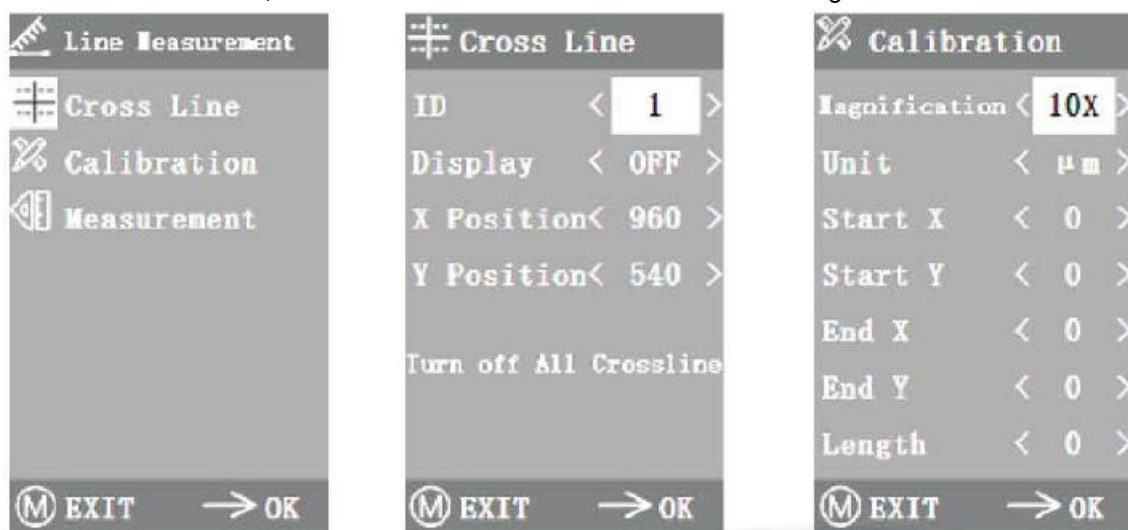 Line Measurement
Cross Line
Calibration
Measurement
M EXIT → OK
Cross Line
ID < 1 >
Display < OFF >
X Position< 960 >
Y Position< 540 >
Turn off All Crossline
M EXIT → OK
Calibration
Magnification < 10X >
Unit < μm >
Start X < 0 >
Start Y < 0 >
End X < 0 >
End Y < 0 >
Length < 0 >
M EXIT → OK